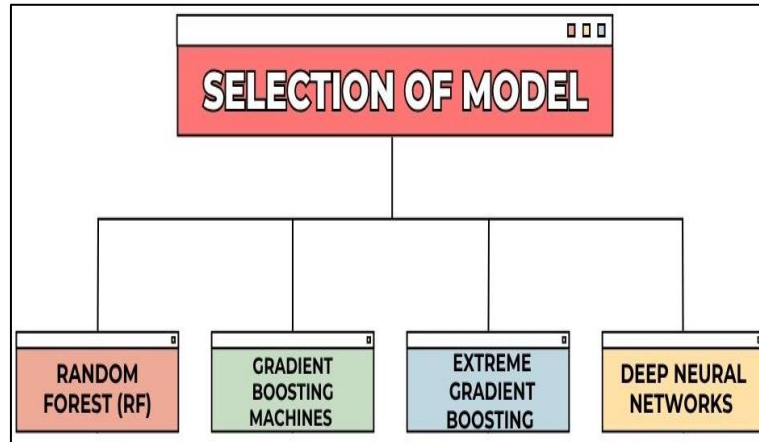 SELECTION OF MODEL
RANDOM
FOREST (RF)
GRADIENT
BOOSTING
MACHINES
EXTREME
GRADIENT
BOOSTING
DEEP NEURAL
NETWORKS